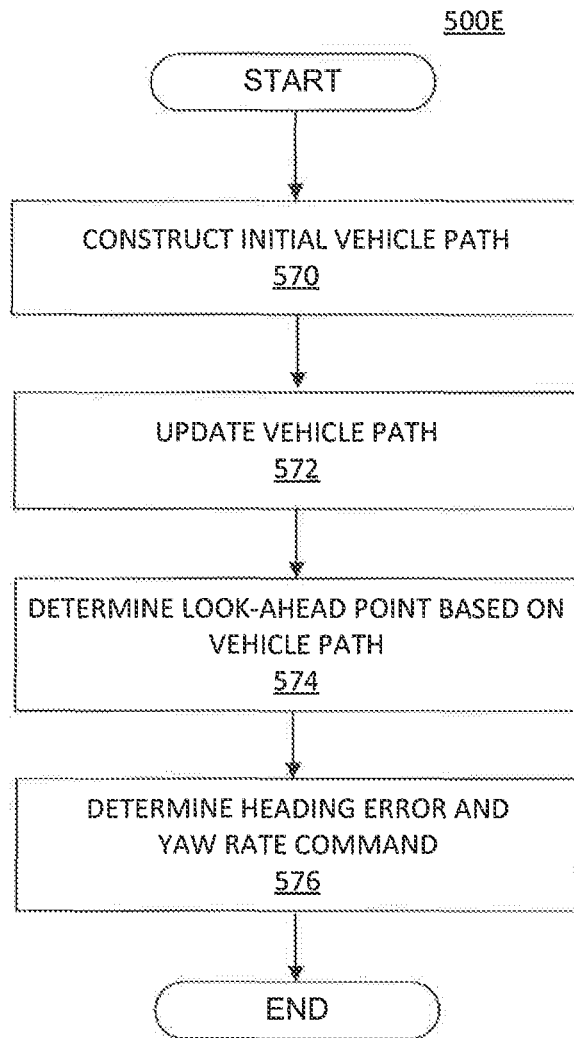 500E
START
CONSTRUCT INITIAL VEHICLE PATH
570
UPDATE VEHICLE PATH
572
DETERMINE LOOK-AHEAD POINT BASED ON
VEHICLE PATH
574
DETERMINE HEADING ERROR AND
YAW RATE COMMAND
576
END